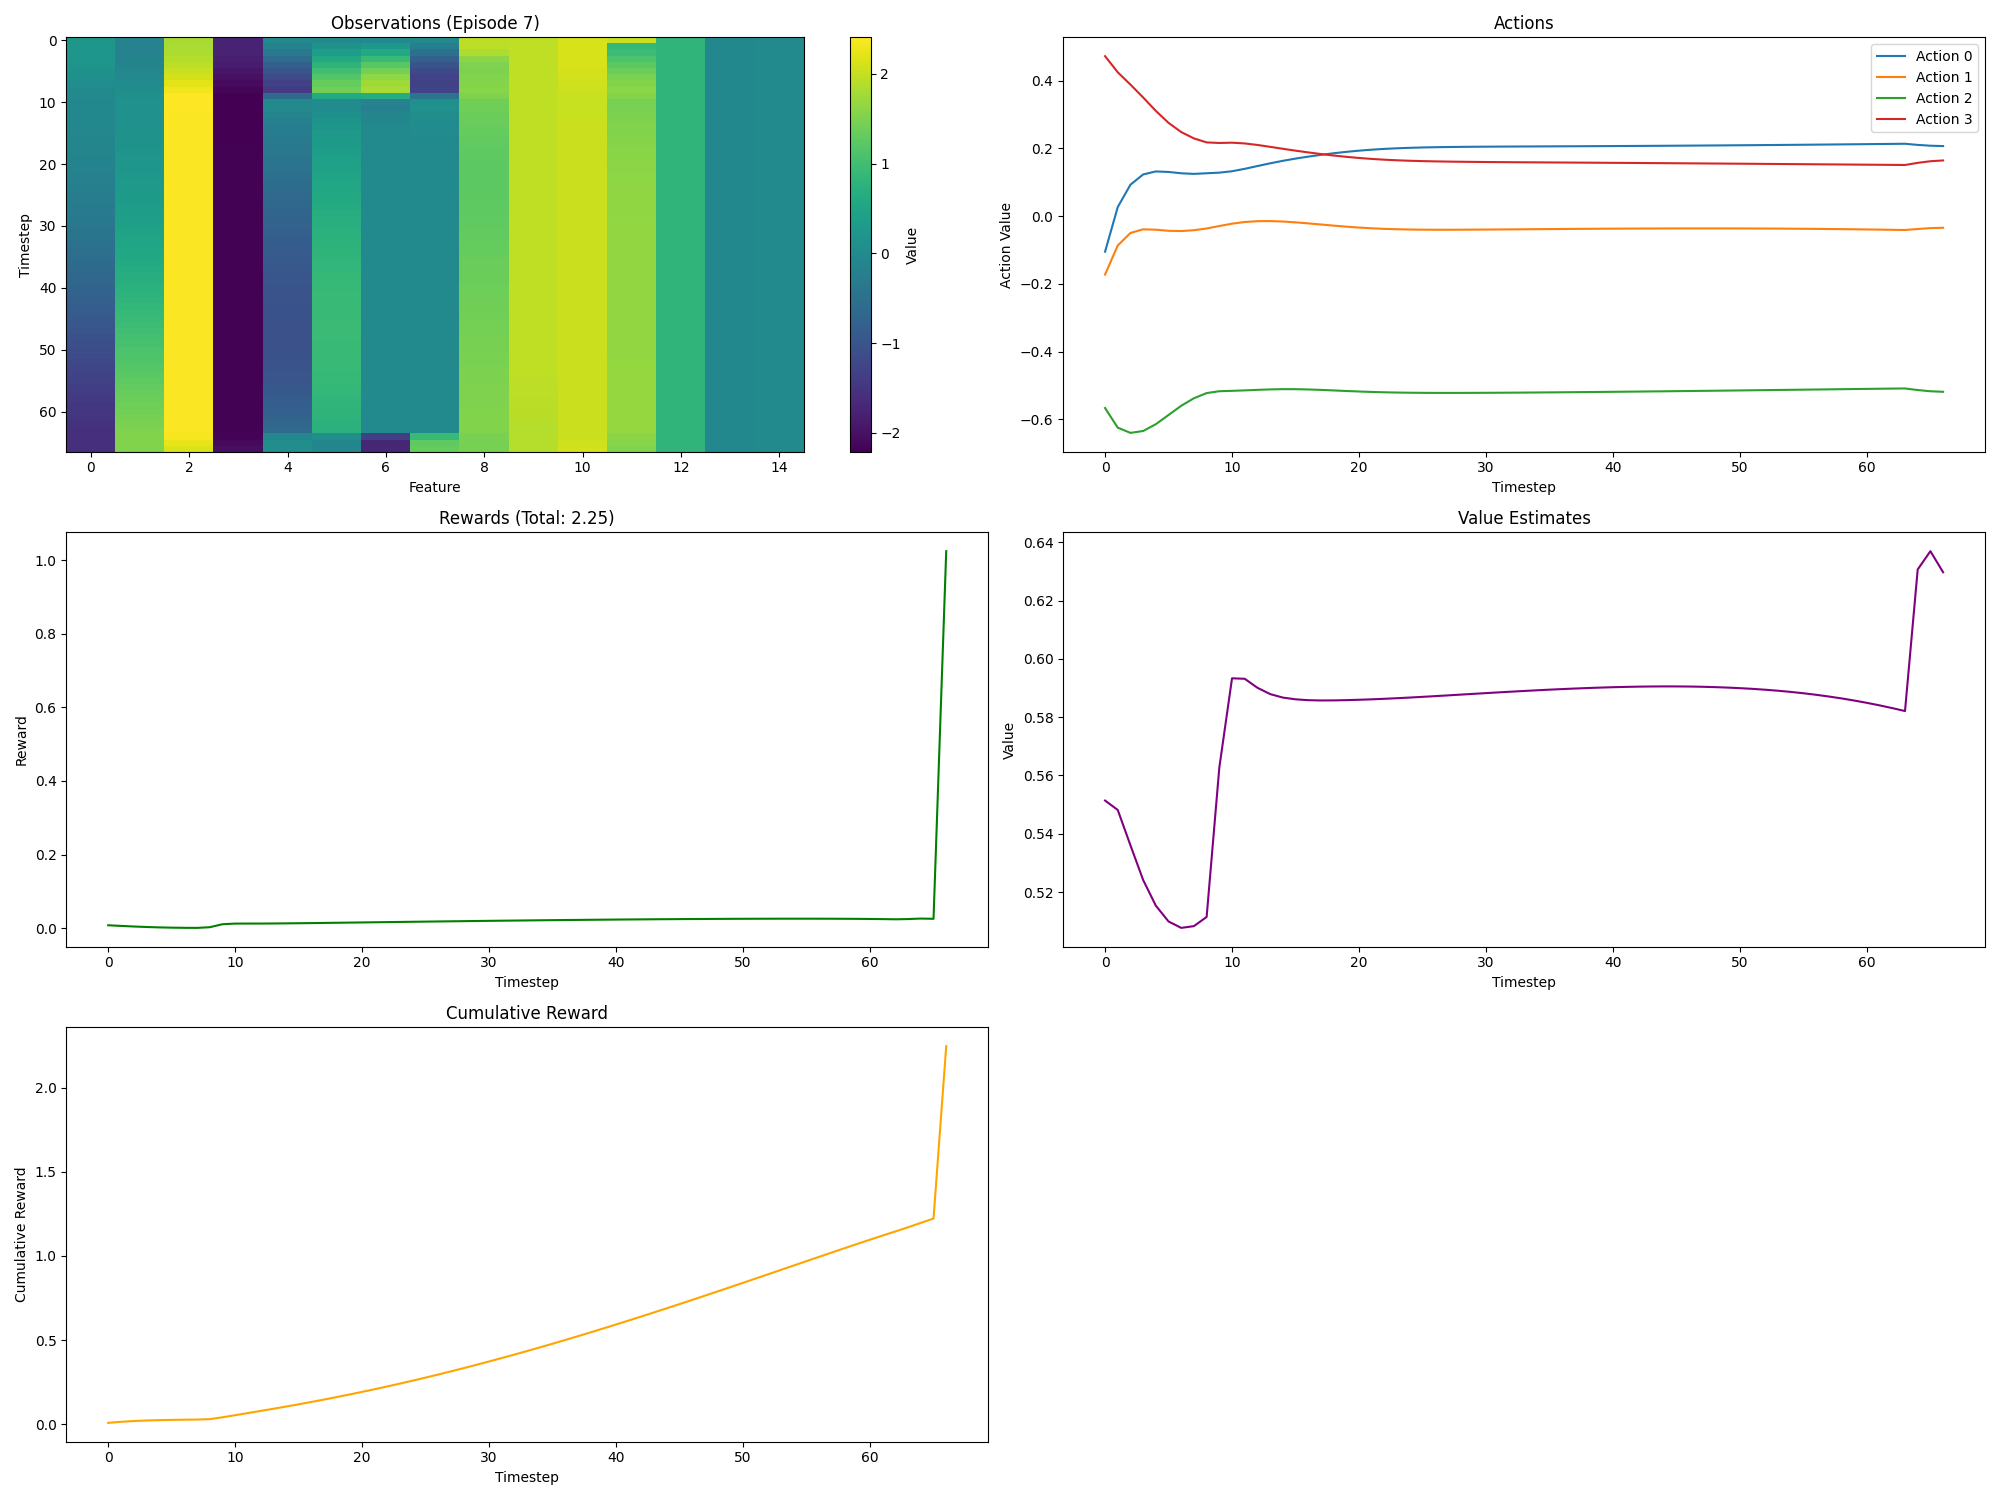 Observations (Episode 7)
0
10
20
30
40
50
60
Timestep
0 2 4 6 8 10 12 14
Feature
2
1
0
−1
−2
Value
Actions
Action 0
Action 1
Action 2
Action 3
0.4
0.2
0.0
−0.2
−0.4
−0.6
Action Value
0 10 20 30 40 50 60
Timestep
Rewards (Total: 2.25)
1.0
0.8
0.6
0.4
0.2
0.0
Reward
0 10 20 30 40 50 60
Timestep
Value Estimates
0.64
0.62
0.60
0.58
0.56
0.54
0.52
Value
0 10 20 30 40 50 60
Timestep
Cumulative Reward
2.0
1.5
1.0
0.5
0.0
Cumulative Reward
0 10 20 30 40 50 60
Timestep